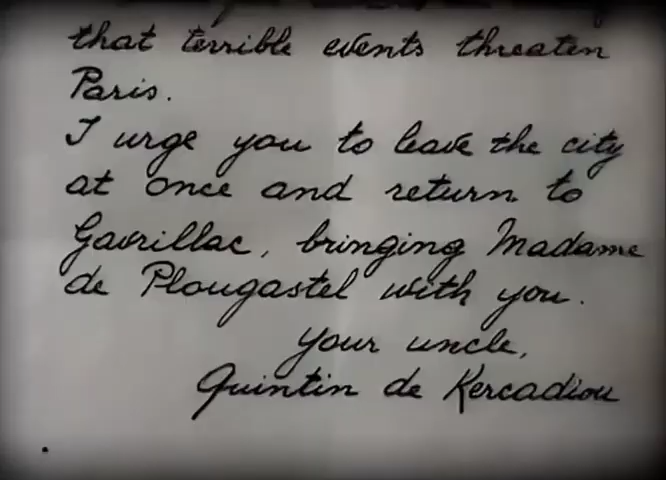 that terrible events threaten
Paris.
I urge you to leave the city
at once and return to
Gavrillac, bringing Madame
de Plougastel with you.
Your uncle,
Quintin de Kercadiou